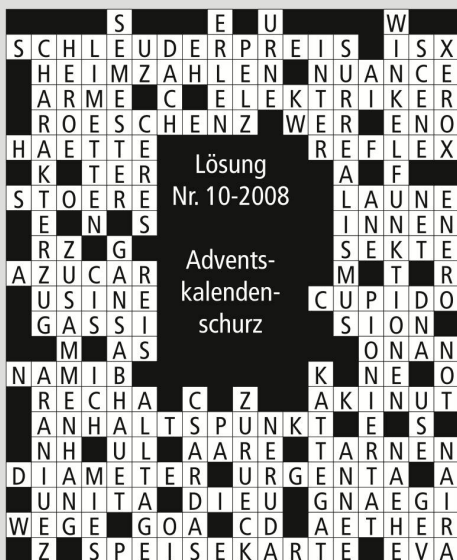 S E U W
SCHLEUDERPREIS ISX
HEIMZAHLEN NUANCE
ARME C ELEKTRIKER
ROESCHENZ WER ENO
HAETTE REFLEX
K TER A F
STOERE LAUNE
E N S INNEN
RZ G SEKTE
AZUCAR M T R
USINE CUPIDO
GASSI SION
M AS ONAN
NAMIB K NE O
RECHA C Z AKINUT
ANHALTSPUNKT E S
NH UL AARE TARNEN
DIAMETER URGENTA A
UNITA DIEU GNAEGI
WEGE GOA CD AETHER
Z SPEISEKARTE EVA
Lösung
Nr. 10-2008
Advents-
kalenden-
schurz